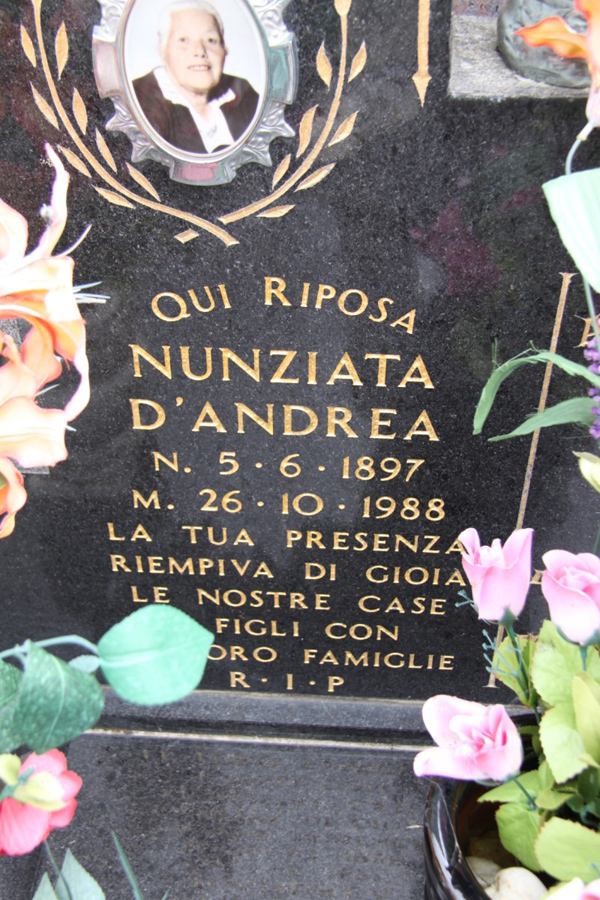 QUI RIPOSA
NUNZIATA
D'ANDREA
N. 5·6·1897
M. 26·10·1988
LA TUA PRESENZA
RIEMPIVA DI GIOIA
LE NOSTRE CASE
FIGLI CON
FAMIGLIE
R·I·P